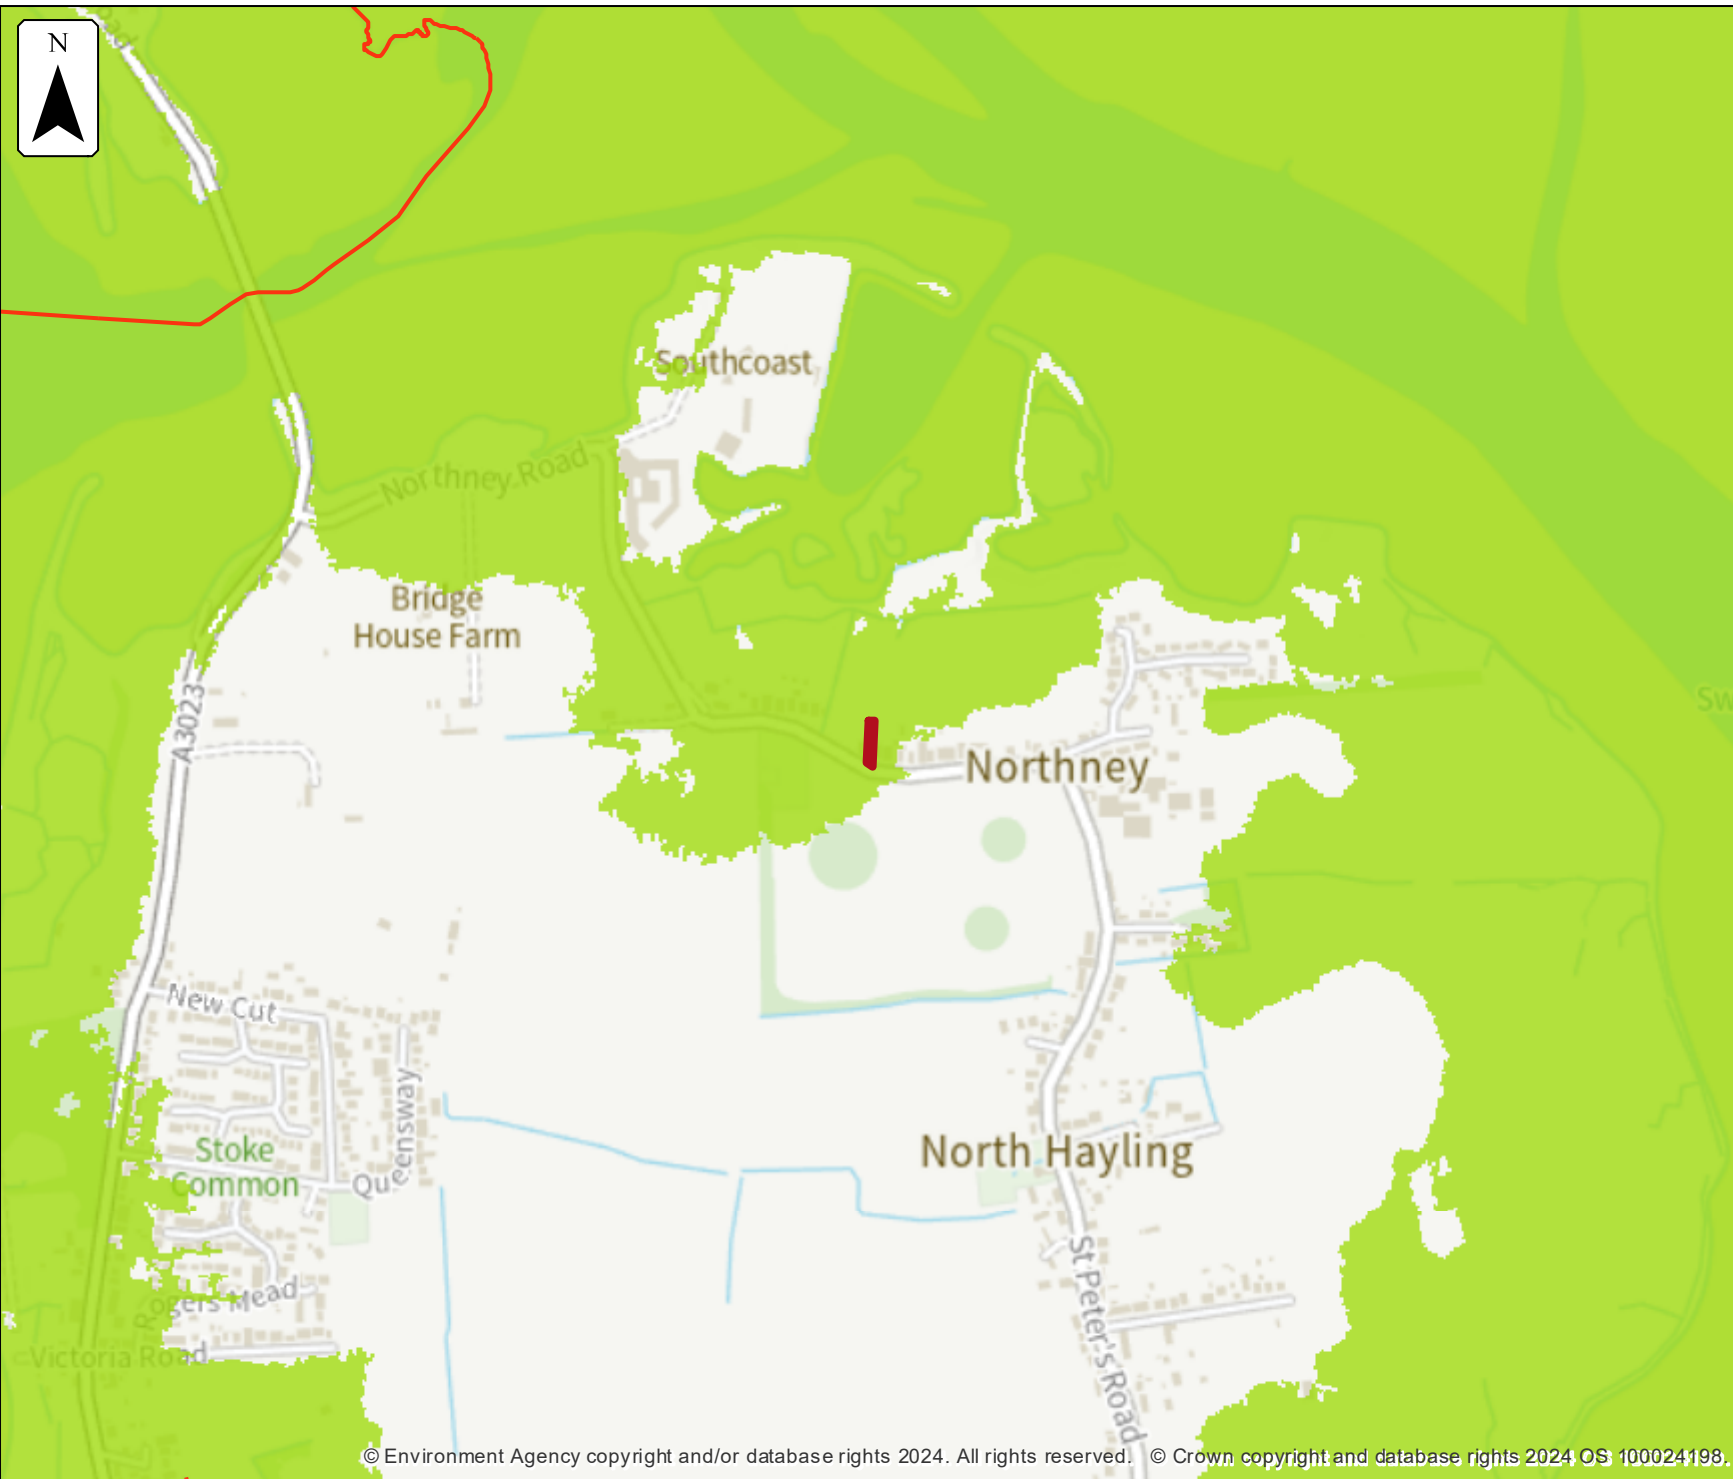 N
Southcoast
Northney Road
Bridge
House Farm
A3023
Northney
New Cut
Queensway
Stoke
Common
North Hayling
St Peter's Road
Rogers Mead
Victoria Road
© Environment Agency copyright and/or database rights 2024. All rights reserved. © Crown copyright and database rights 2024 OS 100024198.